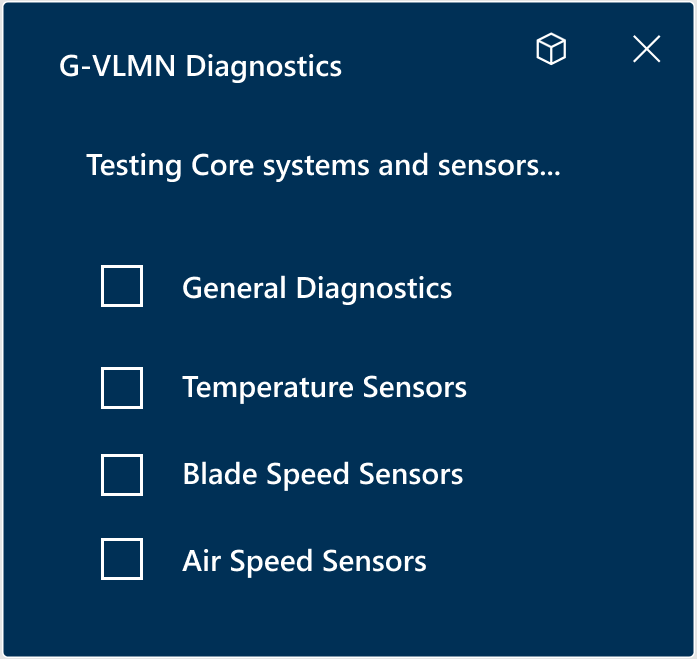 G-VLMN Diagnostics
Testing Core systems and sensors...
General Diagnostics
Temperature Sensors
Blade Speed Sensors
Air Speed Sensors